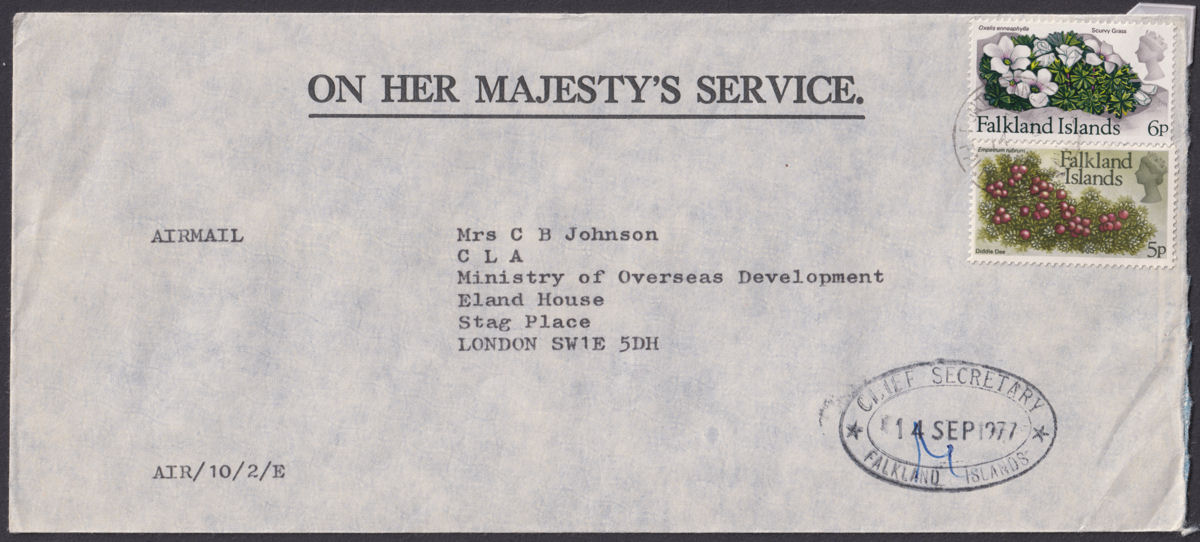 ON HER MAJESTY'S SERVICE.
Oxalis enneaphylla
Scurvy Grass
Falkland Islands 6p
Empetrum rubrum
Falkland
Islands
Diddle Dee
5p
AIRMAIL
Mrs C B Johnson
C L A
Ministry of Overseas Development
Eland House
Stag Place
LONDON SW1E 5DH
CHIEF SECRETARY
14 SEP 1977
FALKLAND ISLANDS
AIR/10/2/E